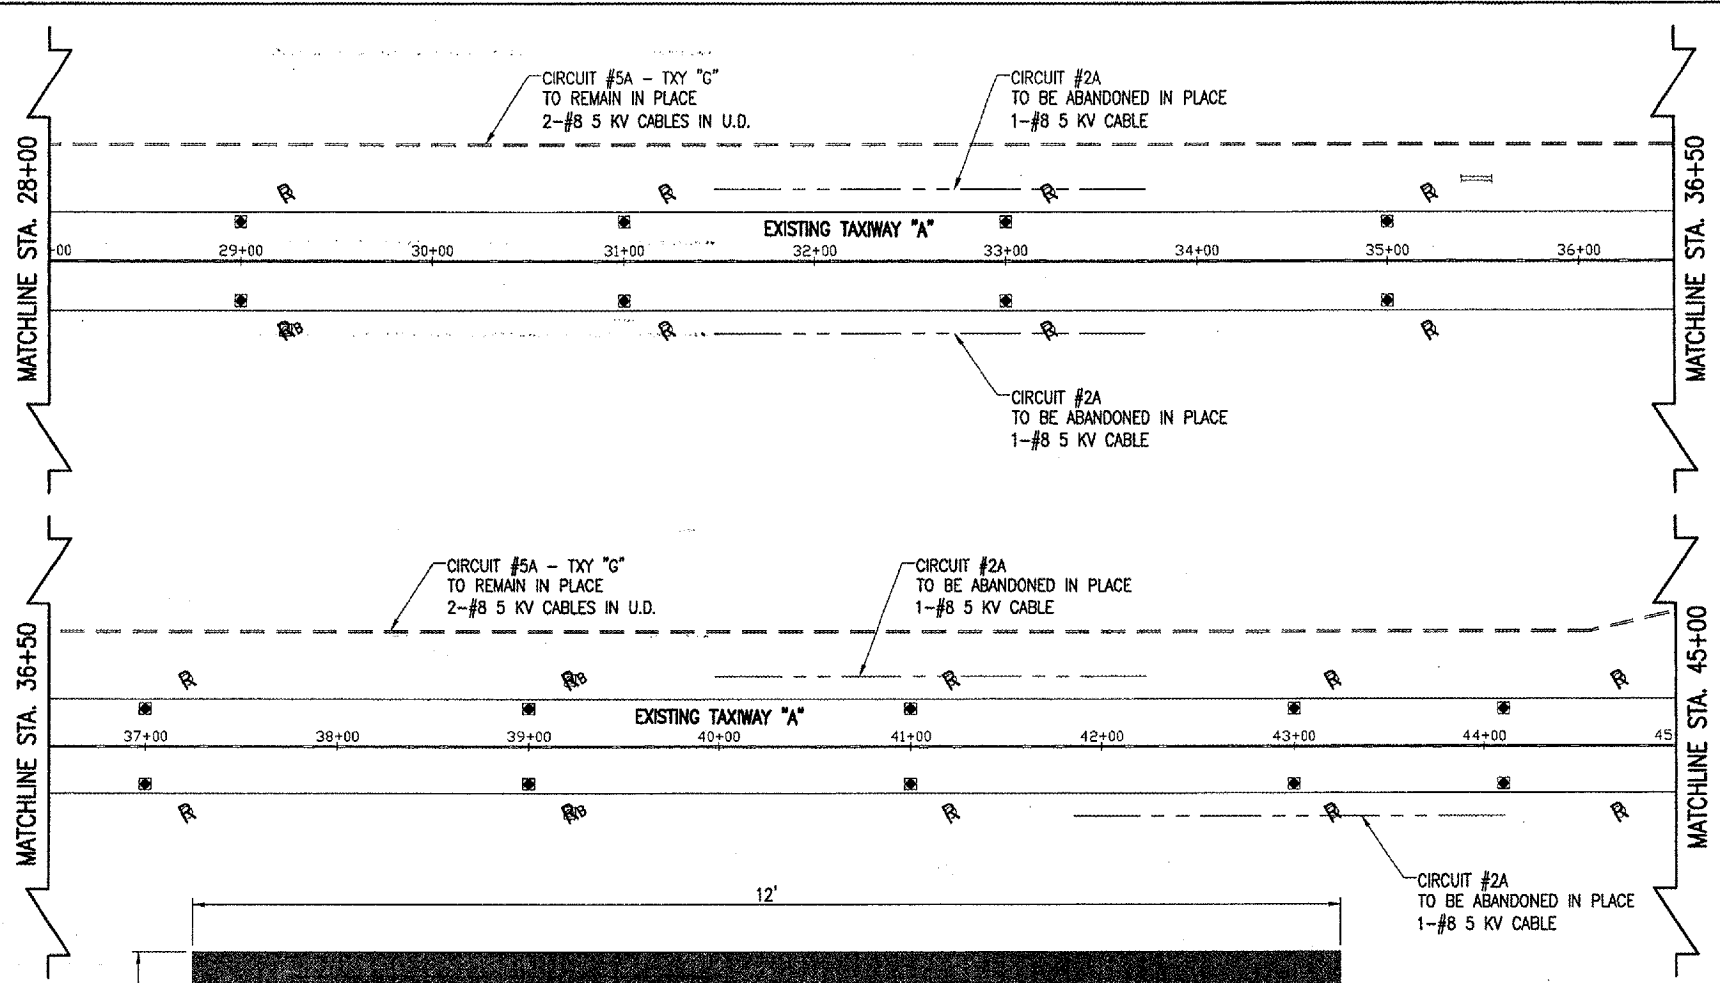 CIRCUIT #5A - TXY "G"
TO REMAIN IN PLACE
2-#8 5 KV CABLES IN U.D.
CIRCUIT #2A
TO BE ABANDONED IN PLACE
1-#8 5 KV CABLE
MATCHLINE STA. 28+00
MATCHLINE STA. 36+50
R R R R
EXISTING TAXIWAY "A"
+00 29+00 30+00 31+00 32+00 33+00 34+00 35+00 36+00
R/B R R R
CIRCUIT #2A
TO BE ABANDONED IN PLACE
1-#8 5 KV CABLE
CIRCUIT #5A - TXY "G"
TO REMAIN IN PLACE
2-#8 5 KV CABLES IN U.D.
CIRCUIT #2A
TO BE ABANDONED IN PLACE
1-#8 5 KV CABLE
MATCHLINE STA. 36+50
MATCHLINE STA. 45+00
R R/B R R R
EXISTING TAXIWAY "A"
37+00 38+00 39+00 40+00 41+00 42+00 43+00 44+00 45
R R/B R R R
CIRCUIT #2A
TO BE ABANDONED IN PLACE
1-#8 5 KV CABLE
12'